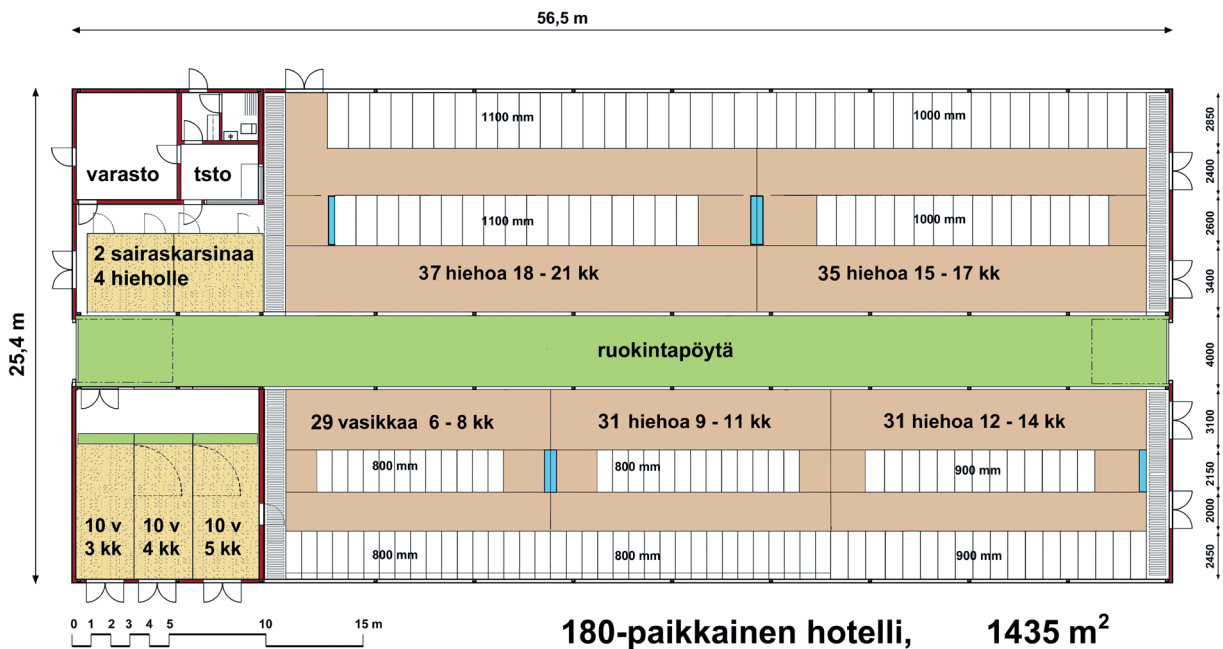 56,5 m
25,4 m
1100 mm
1000 mm
2850
varasto
tsto
2400
1100 mm
1000 mm
2600
2 sairaskarsinaa
4 hieholle
37 hiehoa 18 - 21 kk
35 hiehoa 15 - 17 kk
3400
ruokintapöytä
4000
29 vasikkaa 6 - 8 kk
31 hiehoa 9 - 11 kk
31 hiehoa 12 - 14 kk
3100
800 mm
800 mm
900 mm
2150
10 v
3 kk
10 v
4 kk
10 v
5 kk
2000
800 mm
800 mm
900 mm
2450
0 1 2 3 4 5 10 15 m
180-paikkainen hotelli, 1435 m²